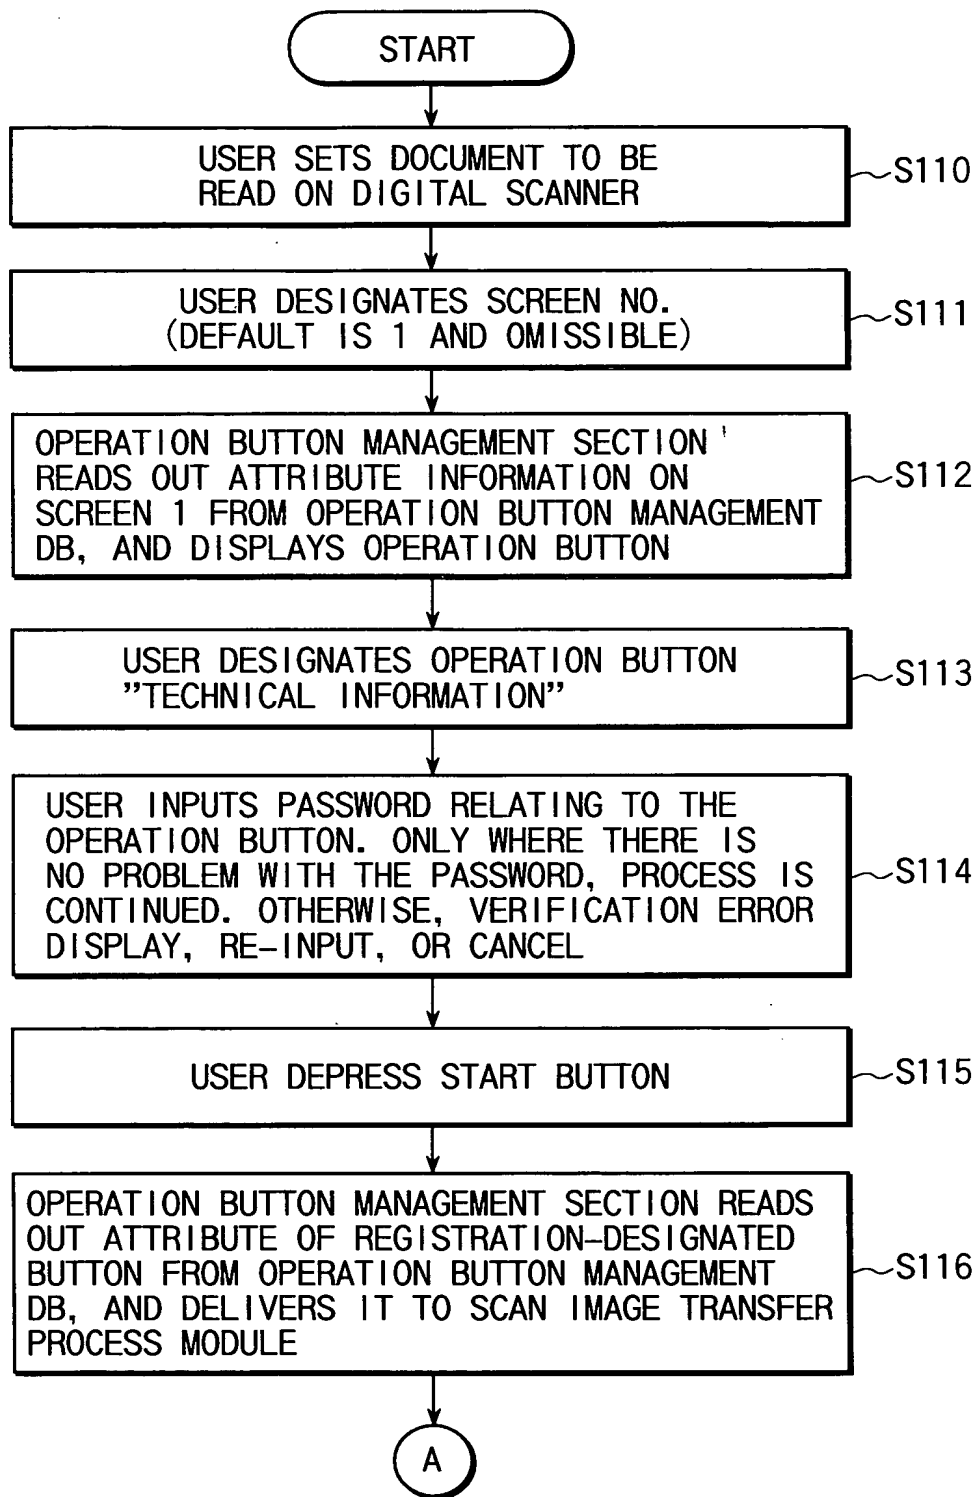 START
USER SETS DOCUMENT TO BE
READ ON DIGITAL SCANNER
S110
USER DESIGNATES SCREEN NO.
(DEFAULT IS 1 AND OMISSIBLE)
S111
OPERATION BUTTON MANAGEMENT SECTION
READS OUT ATTRIBUTE INFORMATION ON
SCREEN 1 FROM OPERATION BUTTON MANAGEMENT
DB, AND DISPLAYS OPERATION BUTTON
S112
USER DESIGNATES OPERATION BUTTON
”TECHNICAL INFORMATION”
S113
USER INPUTS PASSWORD RELATING TO THE
OPERATION BUTTON. ONLY WHERE THERE IS
NO PROBLEM WITH THE PASSWORD, PROCESS IS
CONTINUED. OTHERWISE, VERIFICATION ERROR
DISPLAY, RE-INPUT, OR CANCEL
S114
USER DEPRESS START BUTTON
S115
OPERATION BUTTON MANAGEMENT SECTION READS
OUT ATTRIBUTE OF REGISTRATION-DESIGNATED
BUTTON FROM OPERATION BUTTON MANAGEMENT
DB, AND DELIVERS IT TO SCAN IMAGE TRANSFER
PROCESS MODULE
S116
A